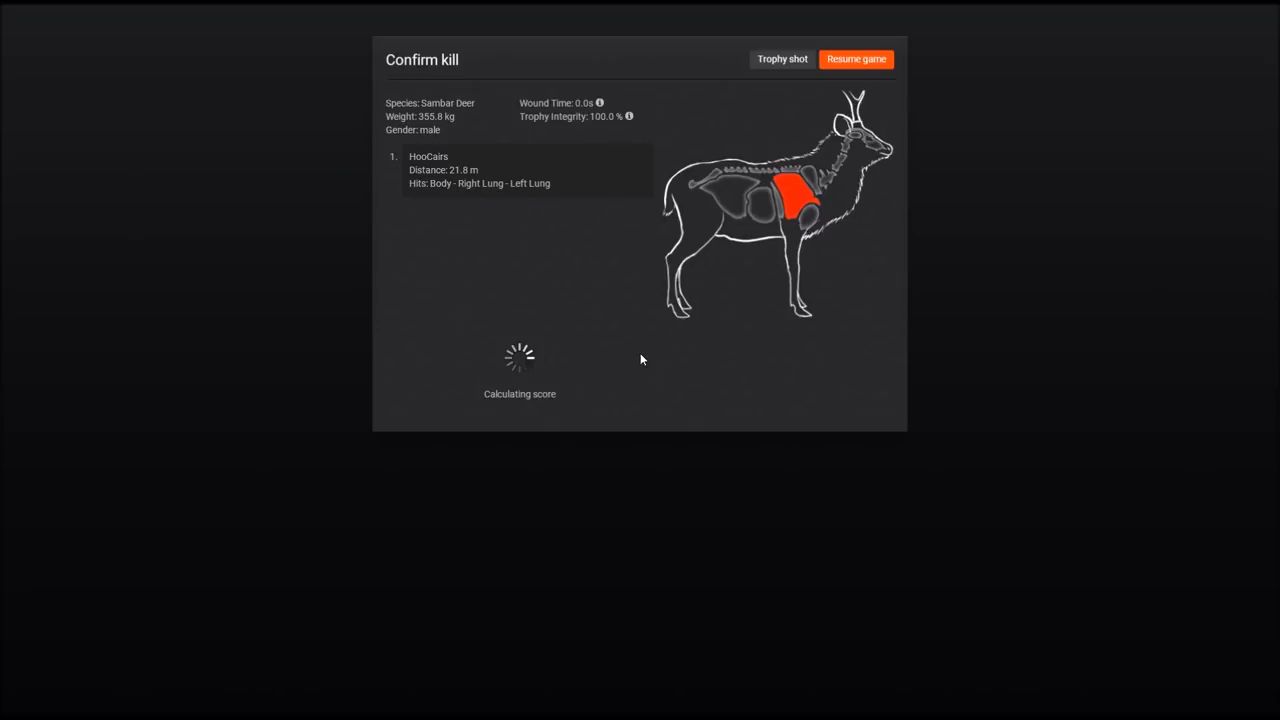 Confirm kill
Trophy shot
Resume game
Species: Sambar Deer
Weight: 355.8 kg
Gender: male
Wound Time: 0.0s
Trophy Integrity: 100.0 %
1. HooCairs
Distance: 21.8 m
Hits: Body - Right Lung - Left Lung
Calculating score